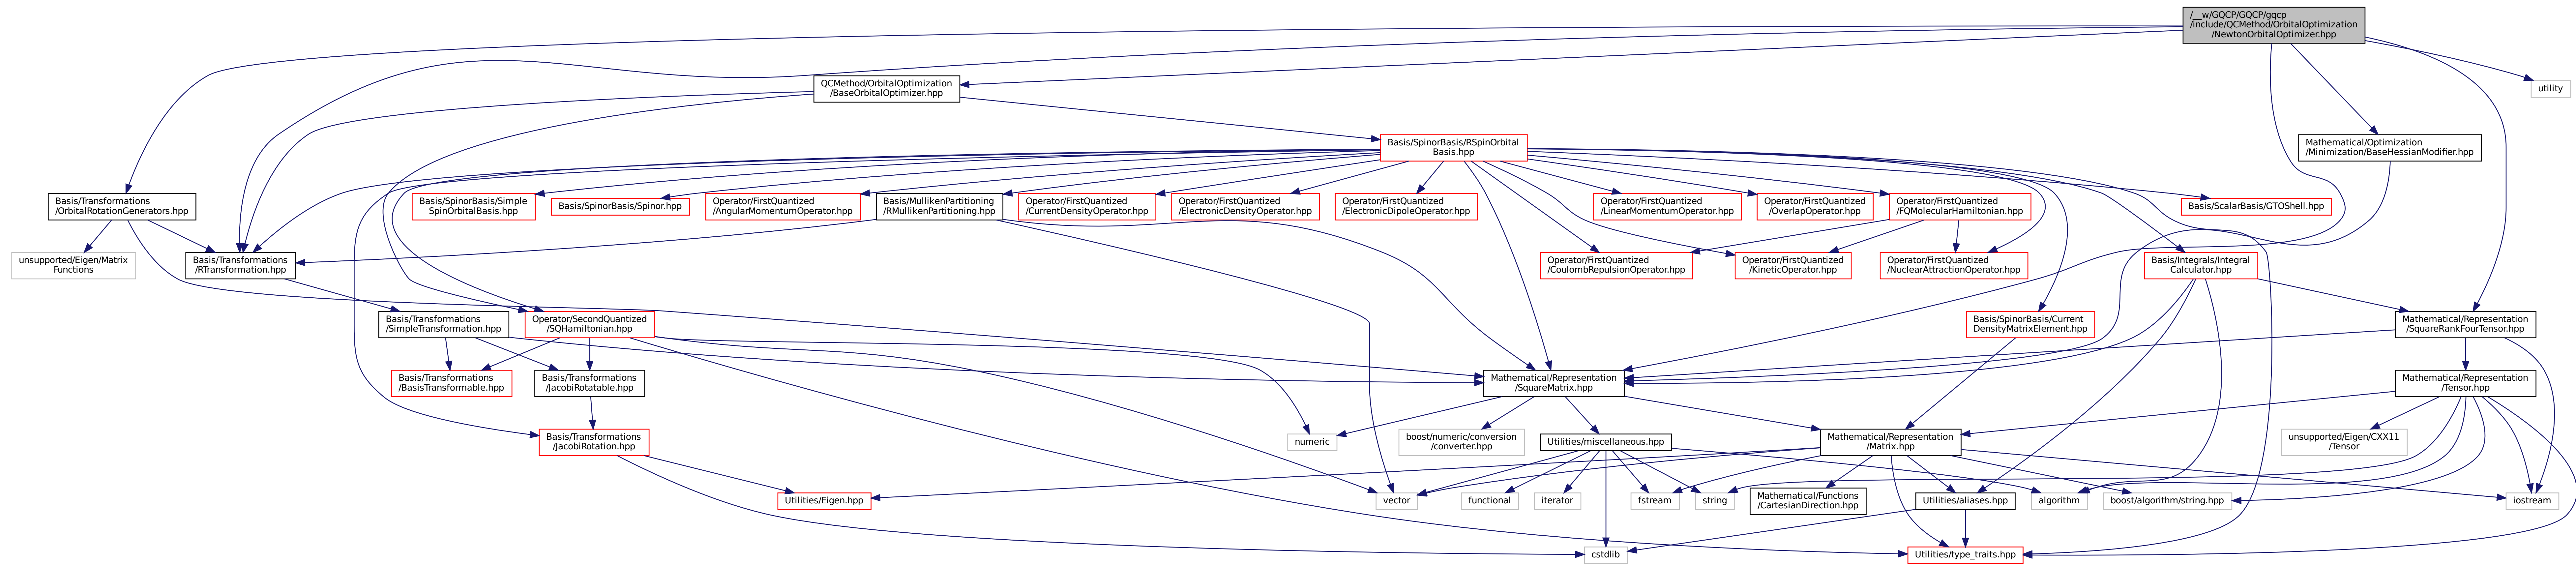 /__w/GQCP/GQCP/gqcp
/include/QCMethod/OrbitalOptimization
/NewtonOrbitalOptimizer.hpp
QCMethod/OrbitalOptimization
/BaseOrbitalOptimizer.hpp
utility
Basis/SpinorBasis/RSpinOrbital
Basis.hpp
Mathematical/Optimization
/Minimization/BaseHessianModifier.hpp
Basis/Transformations
/OrbitalRotationGenerators.hpp
Basis/SpinorBasis/Simple
SpinOrbitalBasis.hpp
Basis/SpinorBasis/Spinor.hpp
Operator/FirstQuantized
/AngularMomentumOperator.hpp
Basis/MullikenPartitioning
/RMullikenPartitioning.hpp
Operator/FirstQuantized
/CurrentDensityOperator.hpp
Operator/FirstQuantized
/ElectronicDensityOperator.hpp
Operator/FirstQuantized
/ElectronicDipoleOperator.hpp
Operator/FirstQuantized
/LinearMomentumOperator.hpp
Operator/FirstQuantized
/OverlapOperator.hpp
Operator/FirstQuantized
/FQMolecularHamiltonian.hpp
Basis/ScalarBasis/GTOShell.hpp
unsupported/Eigen/Matrix
Functions
Basis/Transformations
/RTransformation.hpp
Operator/FirstQuantized
/CoulombRepulsionOperator.hpp
Operator/FirstQuantized
/KineticOperator.hpp
Operator/FirstQuantized
/NuclearAttractionOperator.hpp
Basis/Integrals/Integral
Calculator.hpp
Basis/Transformations
/SimpleTransformation.hpp
Operator/SecondQuantized
/SQHamiltonian.hpp
Basis/SpinorBasis/Current
DensityMatrixElement.hpp
Mathematical/Representation
/SquareRankFourTensor.hpp
Basis/Transformations
/BasisTransformable.hpp
Basis/Transformations
/JacobiRotatable.hpp
Mathematical/Representation
/SquareMatrix.hpp
Mathematical/Representation
/Tensor.hpp
Basis/Transformations
/JacobiRotation.hpp
numeric
boost/numeric/conversion
/converter.hpp
Utilities/miscellaneous.hpp
Mathematical/Representation
/Matrix.hpp
unsupported/Eigen/CXX11
/Tensor
Utilities/Eigen.hpp
vector
functional
iterator
fstream
string
Mathematical/Functions
/CartesianDirection.hpp
Utilities/aliases.hpp
algorithm
boost/algorithm/string.hpp
iostream
cstdlib
Utilities/type_traits.hpp